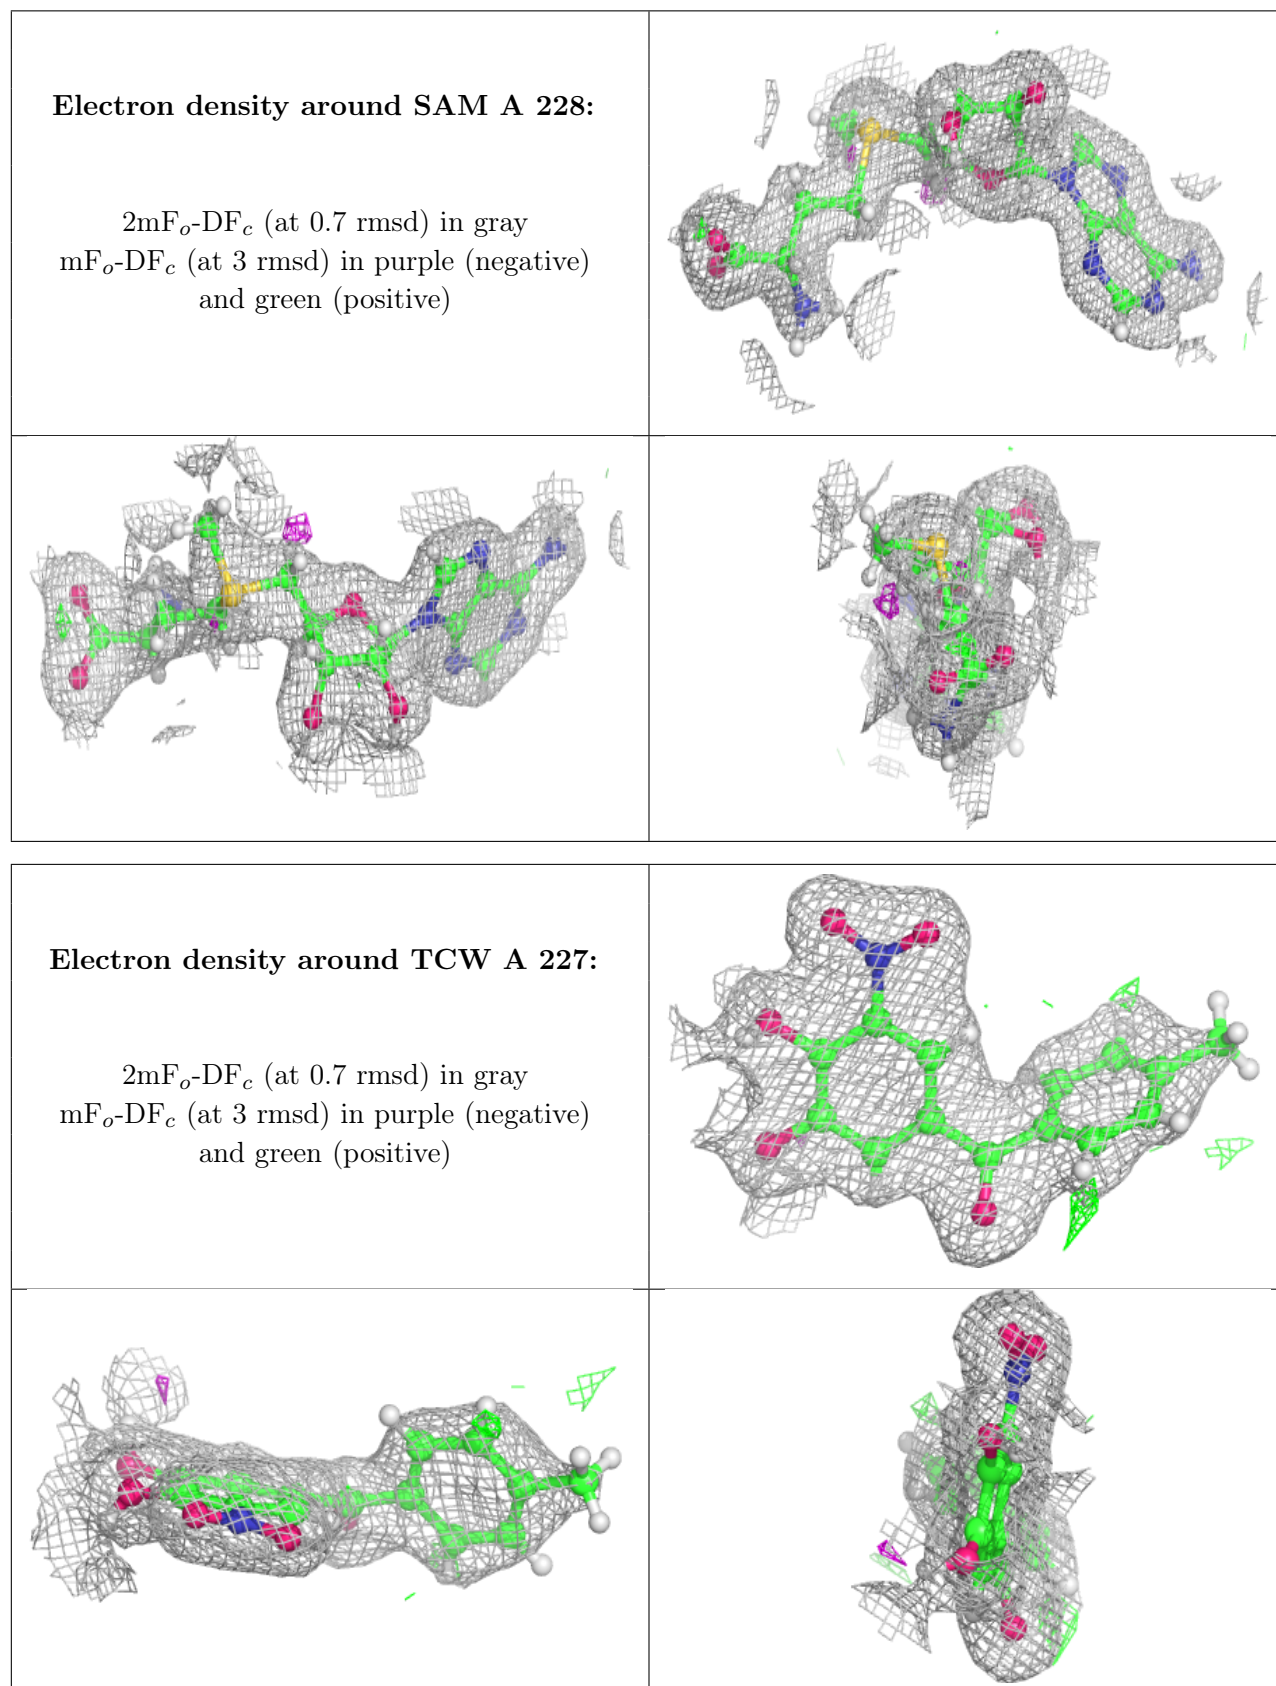 Electron density around SAM A 228:
2mFo-DFc (at 0.7 rmsd) in gray
mFo-DFc (at 3 rmsd) in purple (negative)
and green (positive)
Electron density around TCW A 227:
2mFo-DFc (at 0.7 rmsd) in gray
mFo-DFc (at 3 rmsd) in purple (negative)
and green (positive)